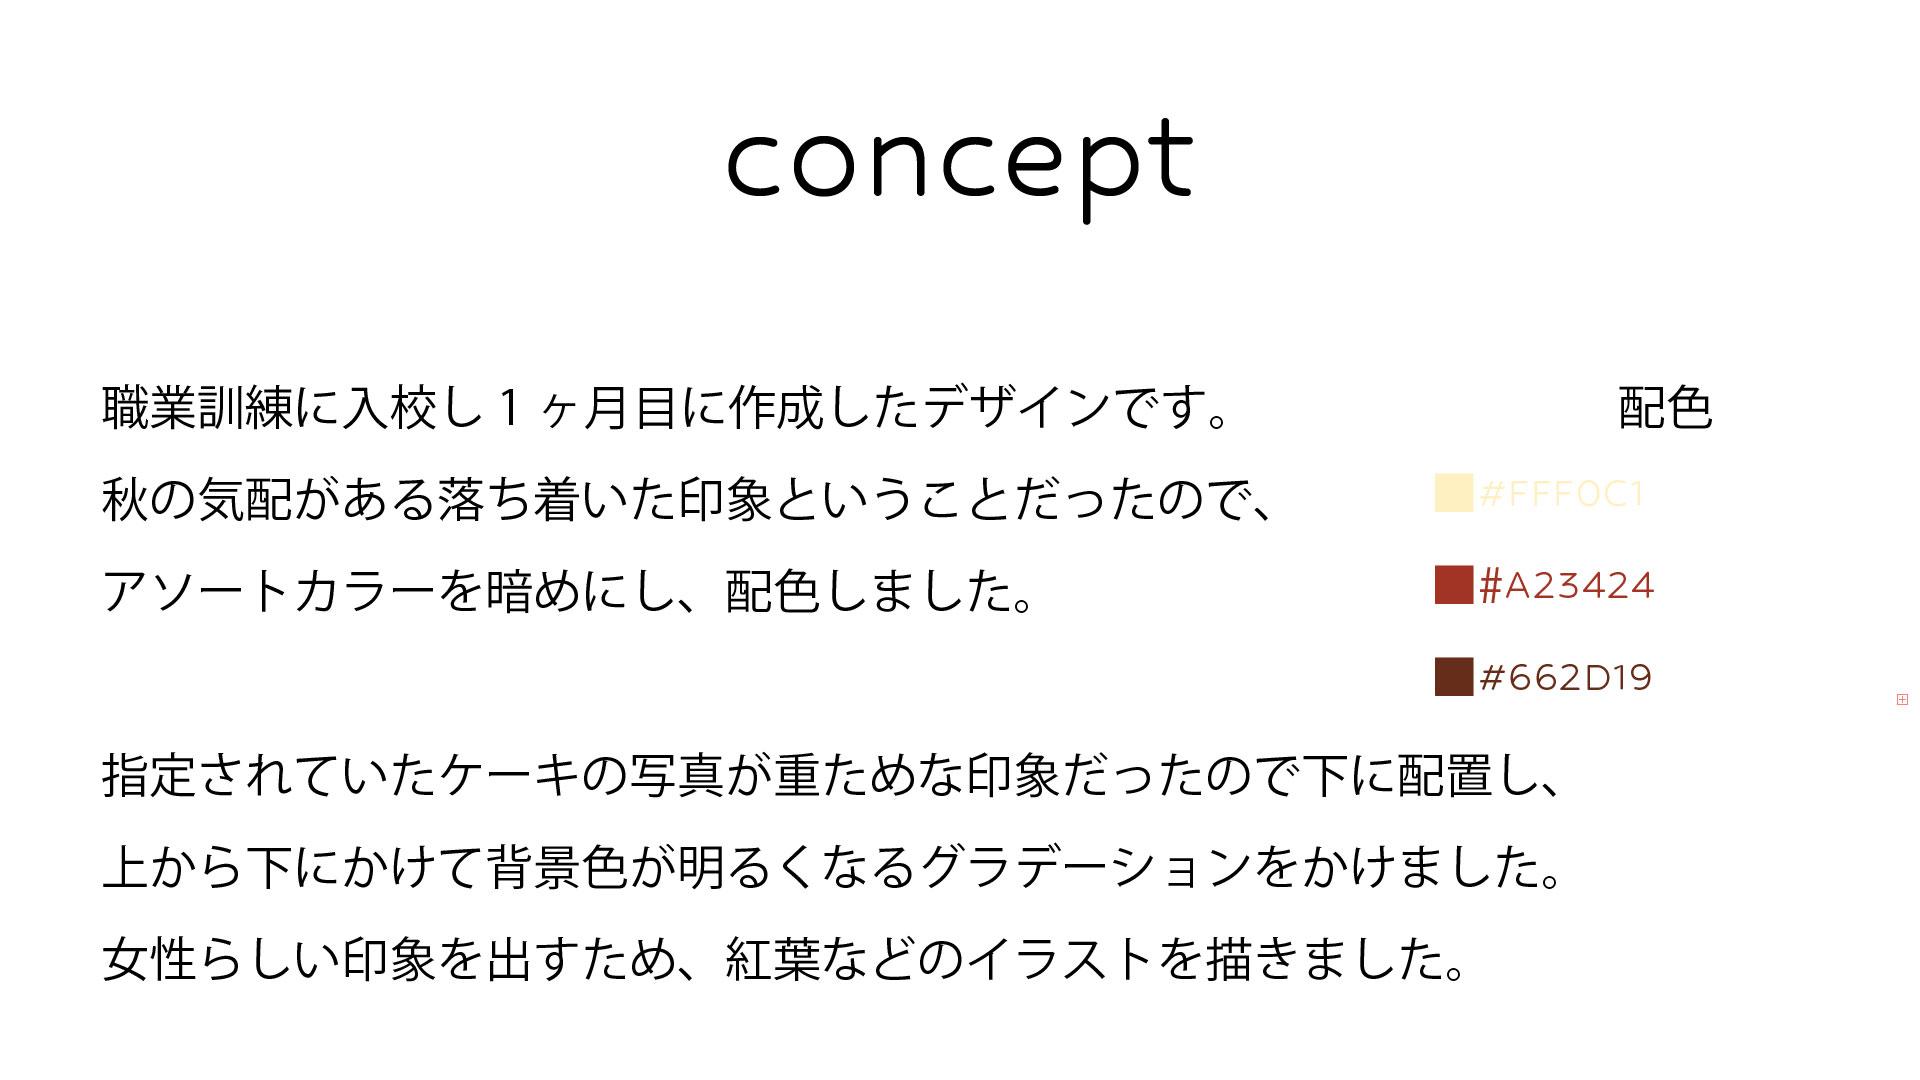 concept
職業訓練に入校し1ヶ月目に作成したデザインです。
秋の気配がある落ち着いた印象ということだったので、
アソートカラーを暗めにし、配色しました。
配色
#FFF0C1
#A23424
#662D19
指定されていたケーキの写真が重ためな印象だったので下に配置し、
上から下にかけて背景色が明るくなるグラデーションをかけました。
女性らしい印象を出すため、紅葉などのイラストを描きました。